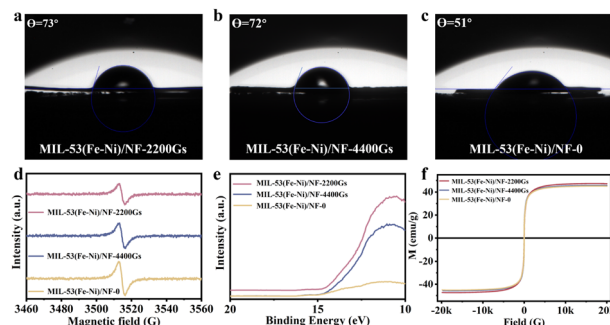 a
Θ=73°
MIL-53(Fe-Ni)/NF-2200Gs
b
Θ=72°
MIL-53(Fe-Ni)/NF-4400Gs
c
Θ=51°
MIL-53(Fe-Ni)/NF-0
d
Intensity (a.u.)
MIL-53(Fe-Ni)/NF-2200Gs
MIL-53(Fe-Ni)/NF-4400Gs
MIL-53(Fe-Ni)/NF-0
3460 3480 3500 3520 3540 3560
Magnetic field (G)
e
Intensity (a.u.)
MIL-53(Fe-Ni)/NF-2200Gs
MIL-53(Fe-Ni)/NF-4400Gs
MIL-53(Fe-Ni)/NF-0
20 15 10
Binding Energy (eV)
f
M (emu/g)
MIL-53(Fe-Ni)/NF-2200Gs
MIL-53(Fe-Ni)/NF-4400Gs
MIL-53(Fe-Ni)/NF-0
40
20
0
-20
-40
-20k -10k 0 10k 20k
Field (G)